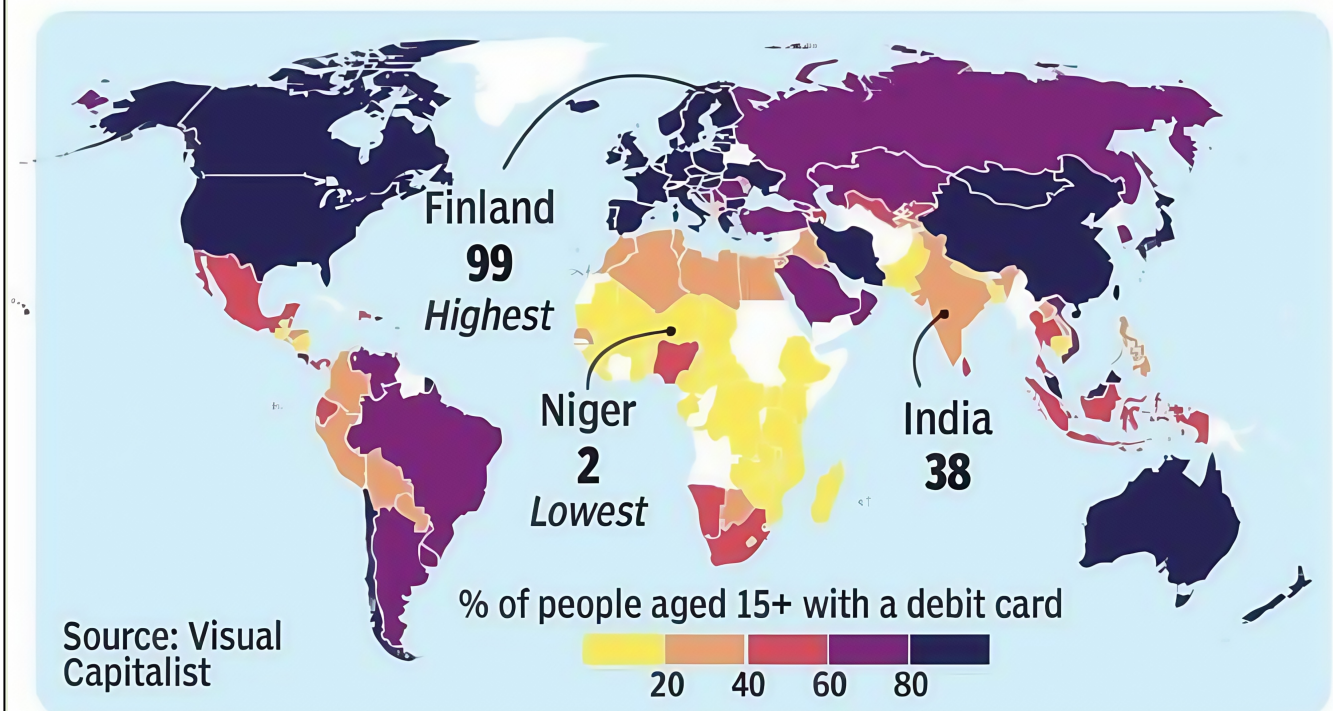 Finland
99
Highest
Niger
2
Lowest
India
38
% of people aged 15+ with a debit card
20 40 60 80
Source: Visual
Capitalist